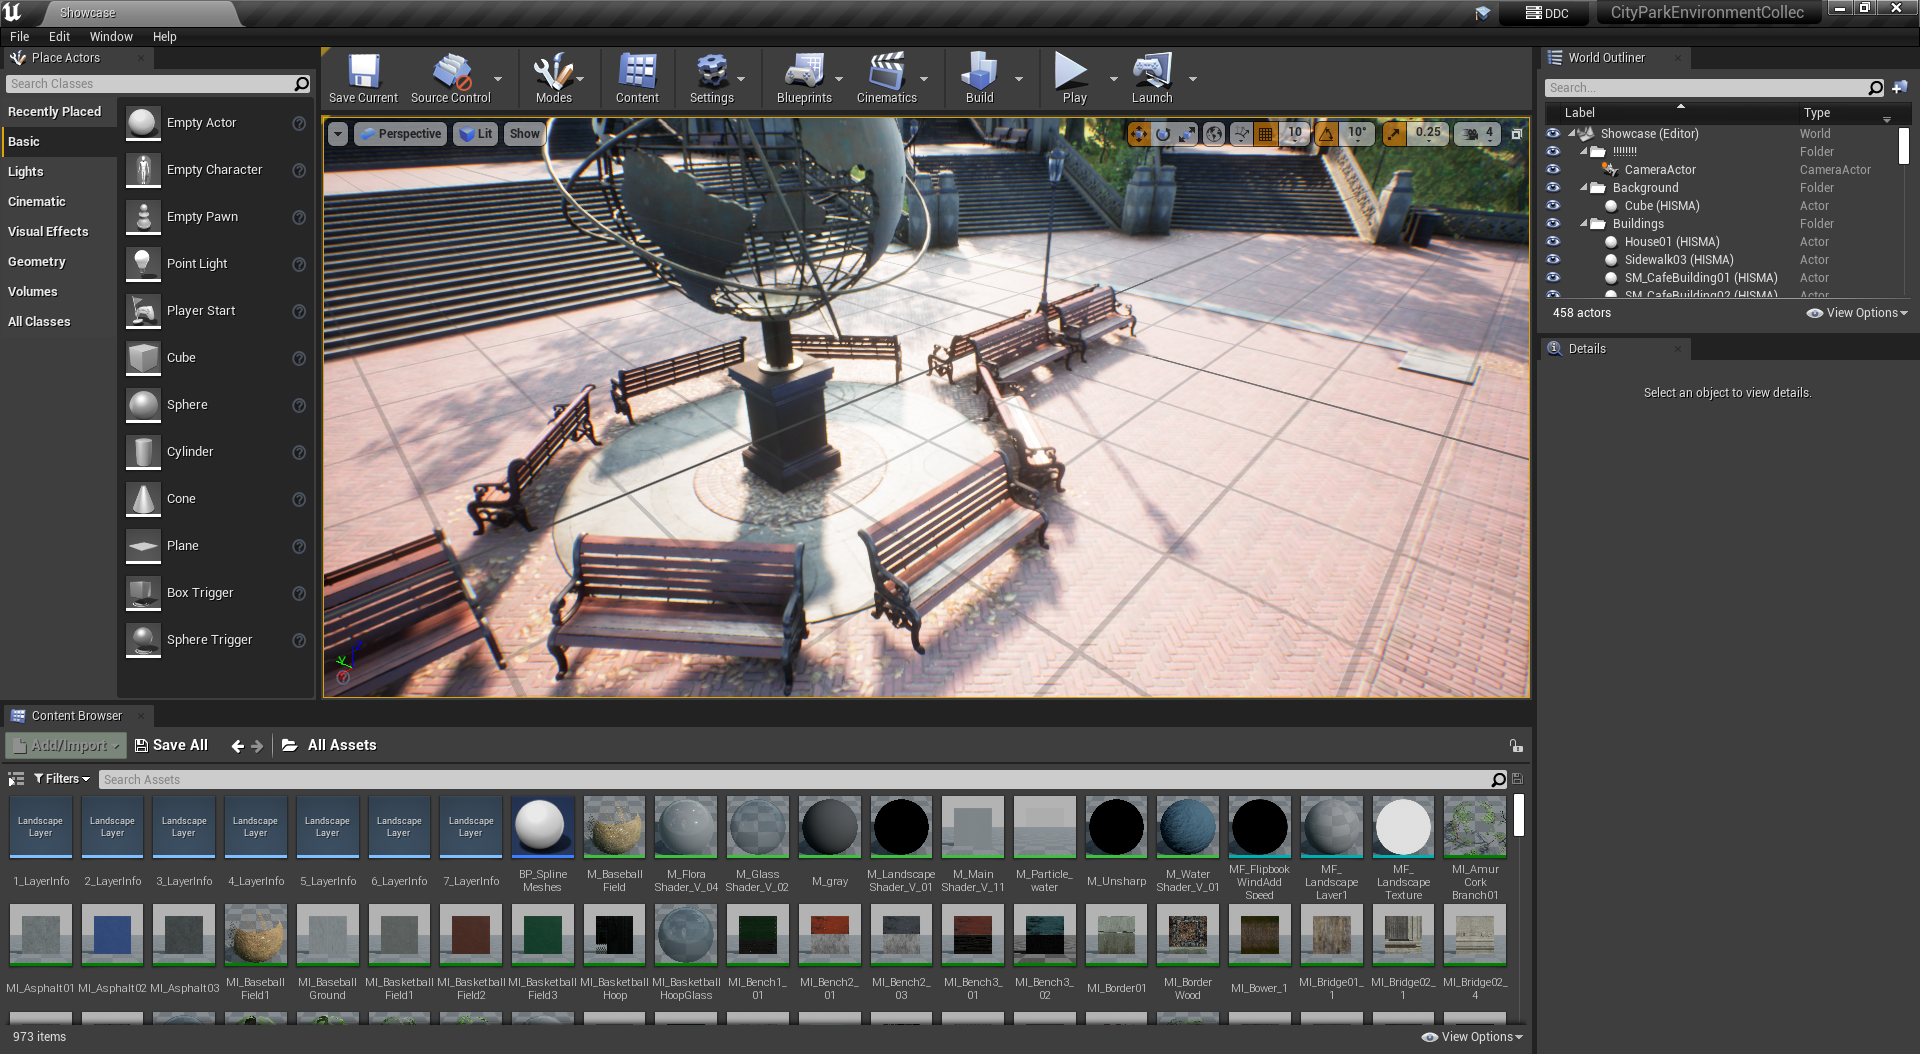 Showcase
DDC
CityParkEnvironmentCollec
File Edit Window Help
Place Actors
Search Classes
Recently Placed
Basic
Lights
Cinematic
Visual Effects
Geometry
Volumes
All Classes
Empty Actor
Empty Character
Empty Pawn
Point Light
Player Start
Cube
Sphere
Cylinder
Cone
Plane
Box Trigger
Sphere Trigger
Save Current
Source Control
Modes
Content
Settings
Blueprints
Cinematics
Build
Play
Launch
Perspective
Lit
Show
10
10°
0.25
4
World Outliner
Search...
Label Type
Showcase (Editor) World
!!!!!!!! Folder
CameraActor CameraActor
Background Folder
Cube (HISMA) Actor
Buildings Folder
House01 (HISMA) Actor
Sidewalk03 (HISMA) Actor
SM_CafeBuilding01 (HISMA) Actor
SM_CafeBuilding02 (HISMA) Actor
458 actors
View Options
Details
Select an object to view details.
Content Browser
Add/Import
Save All
All Assets
Filters
Search Assets
Landscape Layer
Landscape Layer
Landscape Layer
Landscape Layer
Landscape Layer
Landscape Layer
Landscape Layer
1_LayerInfo
2_LayerInfo
3_LayerInfo
4_LayerInfo
5_LayerInfo
6_LayerInfo
7_LayerInfo
BP_Spline Meshes
M_Baseball Field
M_Flora Shader_V_04
M_Glass Shader_V_02
M_gray
M_Landscape Shader_V_01
M_Main Shader_V_11
M_Particle_ water
M_Unsharp
M_Water Shader_V_01
MF_Flipbook WindAdd Speed
MF_ Landscape Layer1
MF_ Landscape Texture
MI_Amur Cork Branch01
MI_Asphalt01
MI_Asphalt02
MI_Asphalt03
MI_Baseball Field1
MI_Baseball Ground
MI_Basketball Field1
MI_Basketball Field2
MI_Basketball Field3
MI_Basketball Hoop
MI_Basketball HoopGlass
MI_Bench1_ 01
MI_Bench2_ 01
MI_Bench2_ 03
MI_Bench3_ 01
MI_Bench3_ 02
MI_Border01
MI_Border Wood
MI_Bower_1
MI_Bridge01_ 1
MI_Bridge02_ 1
MI_Bridge02_ 4
973 items
View Options